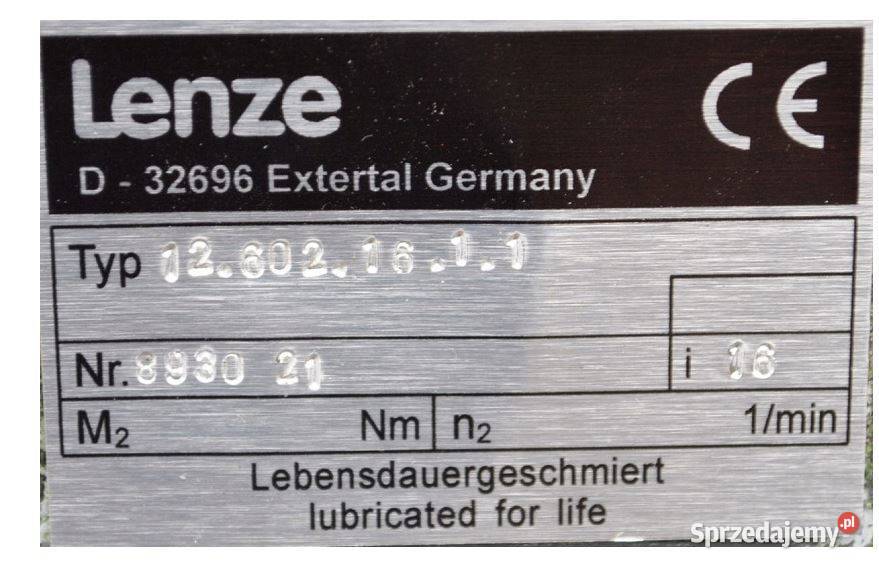 Lenze CE
D - 32696 Extertal Germany
Typ 12.602.16.1.1
Nr. 8930 21 i 16
M₂ Nm n₂ 1/min
Lebensdauergeschmiert
lubricated for life
Sprzedajemy.pl